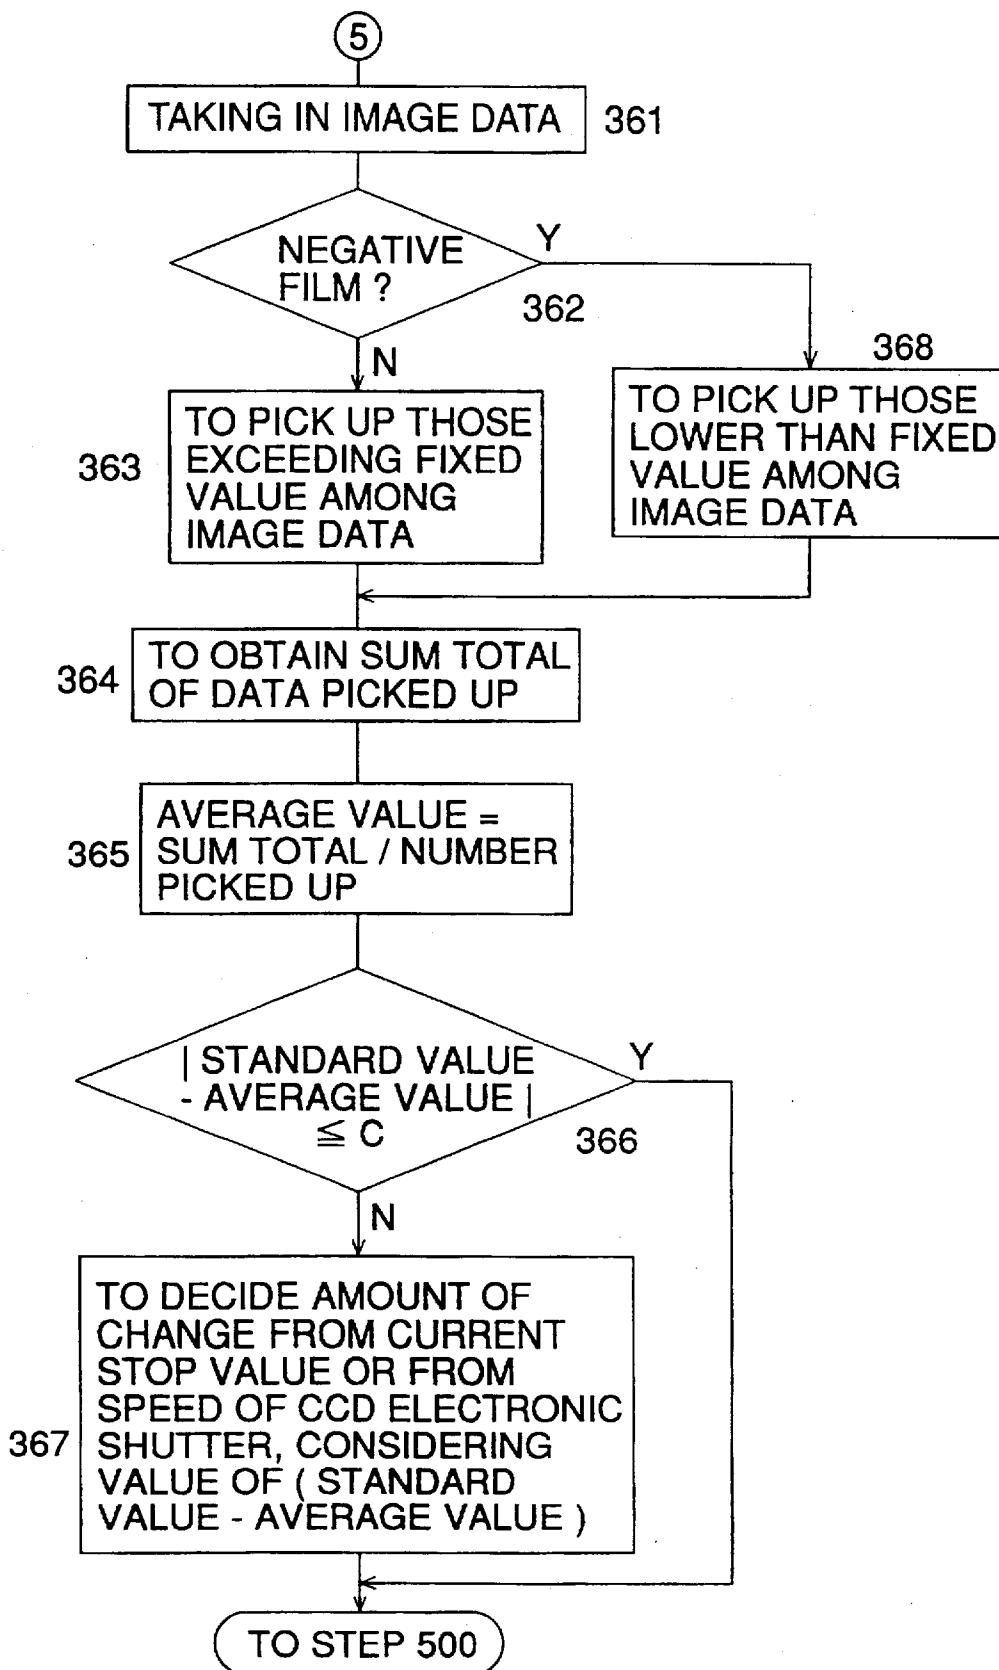 5
TAKING IN IMAGE DATA
361
NEGATIVE
FILM ?
Y
362
N
368
363
TO PICK UP THOSE
EXCEEDING FIXED
VALUE AMONG
IMAGE DATA
TO PICK UP THOSE
LOWER THAN FIXED
VALUE AMONG
IMAGE DATA
364
TO OBTAIN SUM TOTAL
OF DATA PICKED UP
365
AVERAGE VALUE =
SUM TOTAL / NUMBER
PICKED UP
| STANDARD VALUE
- AVERAGE VALUE |
≦ C
Y
366
N
367
TO DECIDE AMOUNT OF
CHANGE FROM CURRENT
STOP VALUE OR FROM
SPEED OF CCD ELECTRONIC
SHUTTER, CONSIDERING
VALUE OF ( STANDARD
VALUE - AVERAGE VALUE )
TO STEP 500